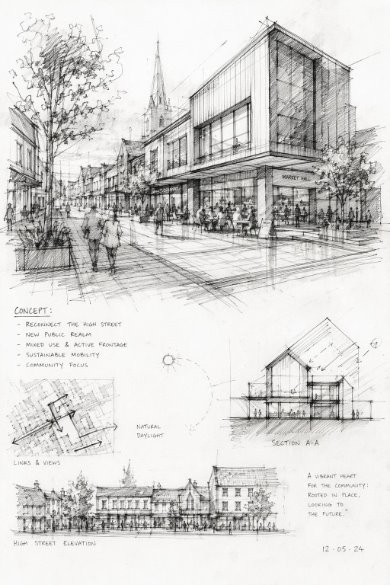 MARKET HALL
CONCEPT:
- RECONNECT THE HIGH STREET
- NEW PUBLIC REALM
- MIXED USE & ACTIVE FRONTAGE
- SUSTAINABLE MOBILITY
- COMMUNITY FOCUS
NATURAL
DAYLIGHT
SECTION A-A
LINKS & VIEWS
A VIBRANT HEART
FOR THE COMMUNITY:
ROOTED IN PLACE,
LOOKING TO
THE FUTURE.
HIGH STREET ELEVATION
12 · 05 · 24